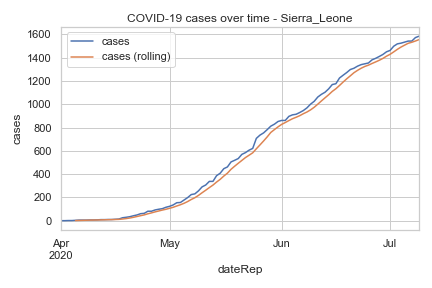 COVID-19 cases over time - Sierra_Leone
cases
cases (rolling)
1600
1400
1200
1000
800
600
400
200
0
cases
Apr
2020
May
Jun
Jul
dateRep